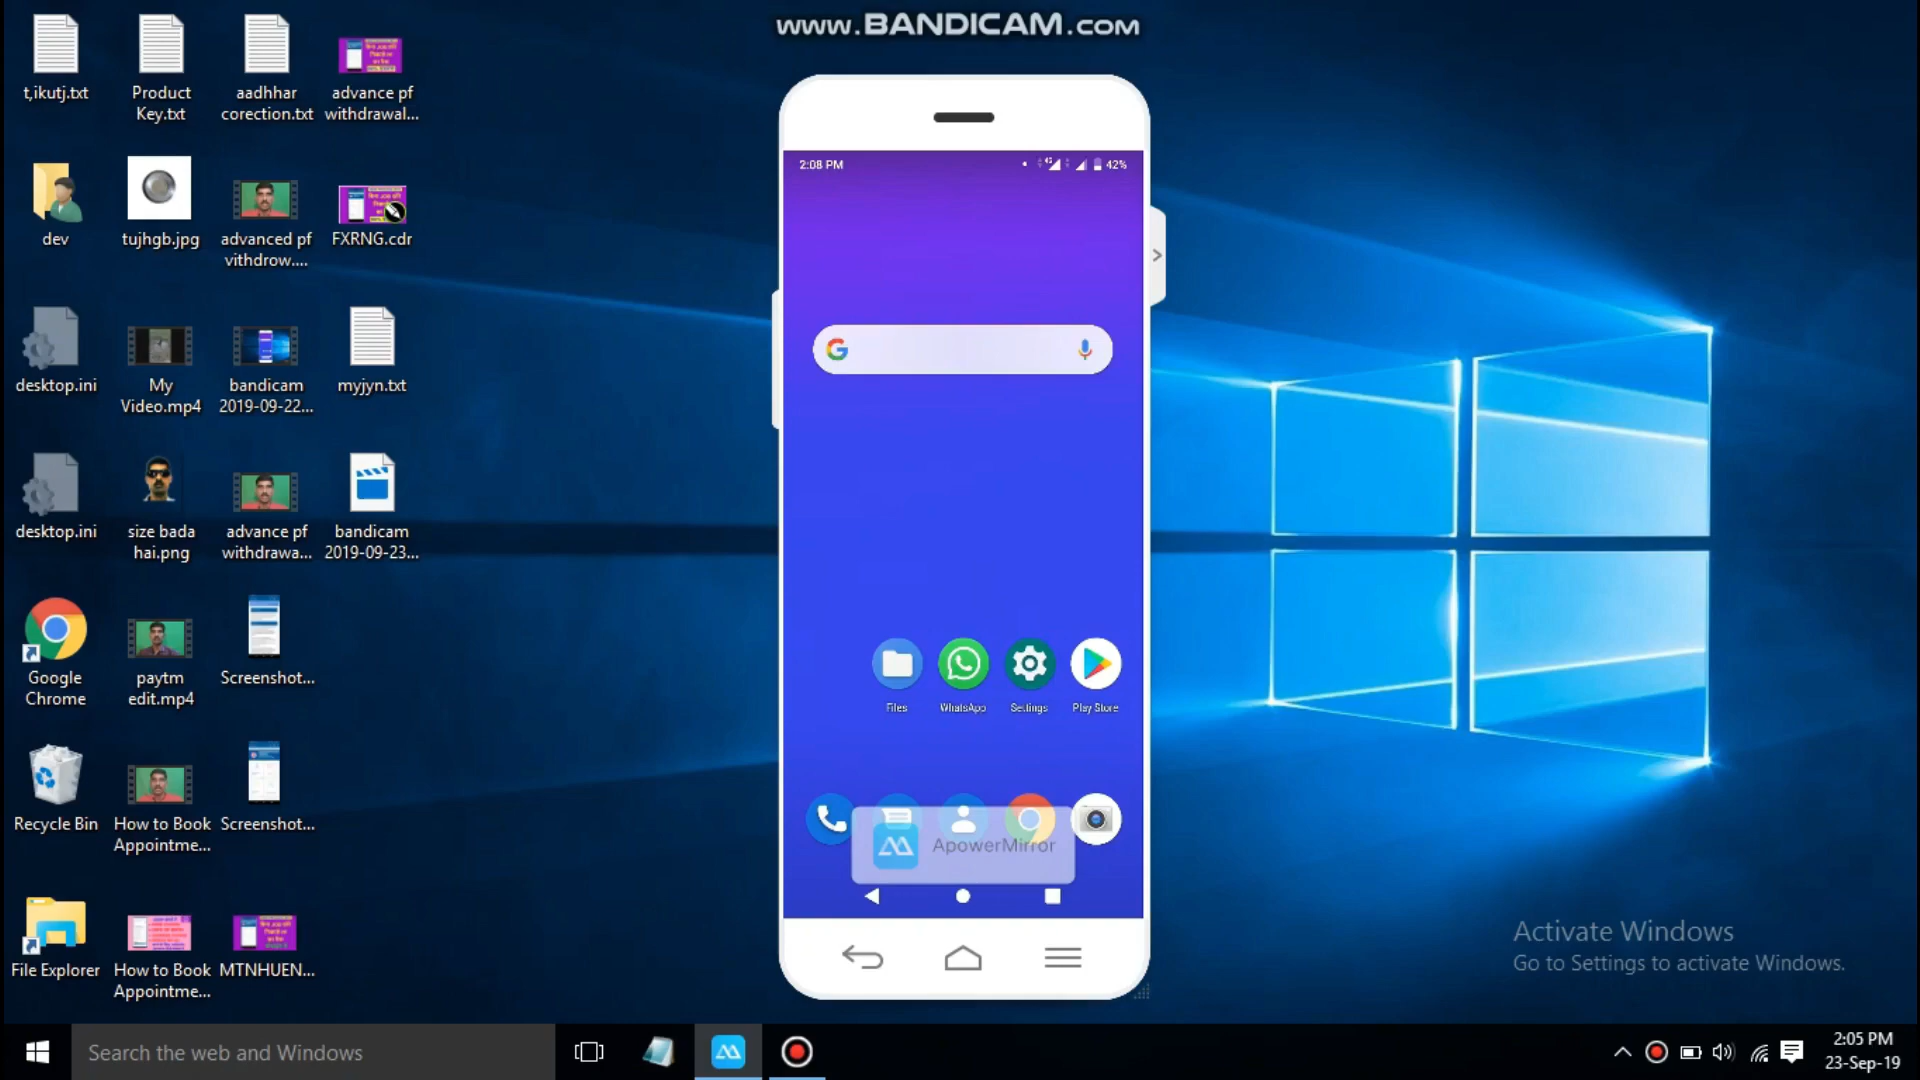 www.BANDICAM.com
t,ikutj.txt
Product
Key.txt
aadhhar
corection.txt
advance pf
withdrawal...
dev
tujhgb.jpg
advanced pf
vithdrow....
FXRNG.cdr
desktop.ini
My
Video.mp4
bandicam
2019-09-22...
myjyn.txt
desktop.ini
size bada
hai.png
advance pf
withdrawa...
bandicam
2019-09-23...
Google
Chrome
paytm
edit.mp4
Screenshot...
Recycle Bin
How to Book
Appointme...
Screenshot...
File Explorer
How to Book
Appointme...
MTNHUEN...
2:08 PM
4G
42%
Files
WhatsApp
Settings
Play Store
ApowerMirror
Activate Windows
Go to Settings to activate Windows.
Search the web and Windows
2:05 PM
23-Sep-19